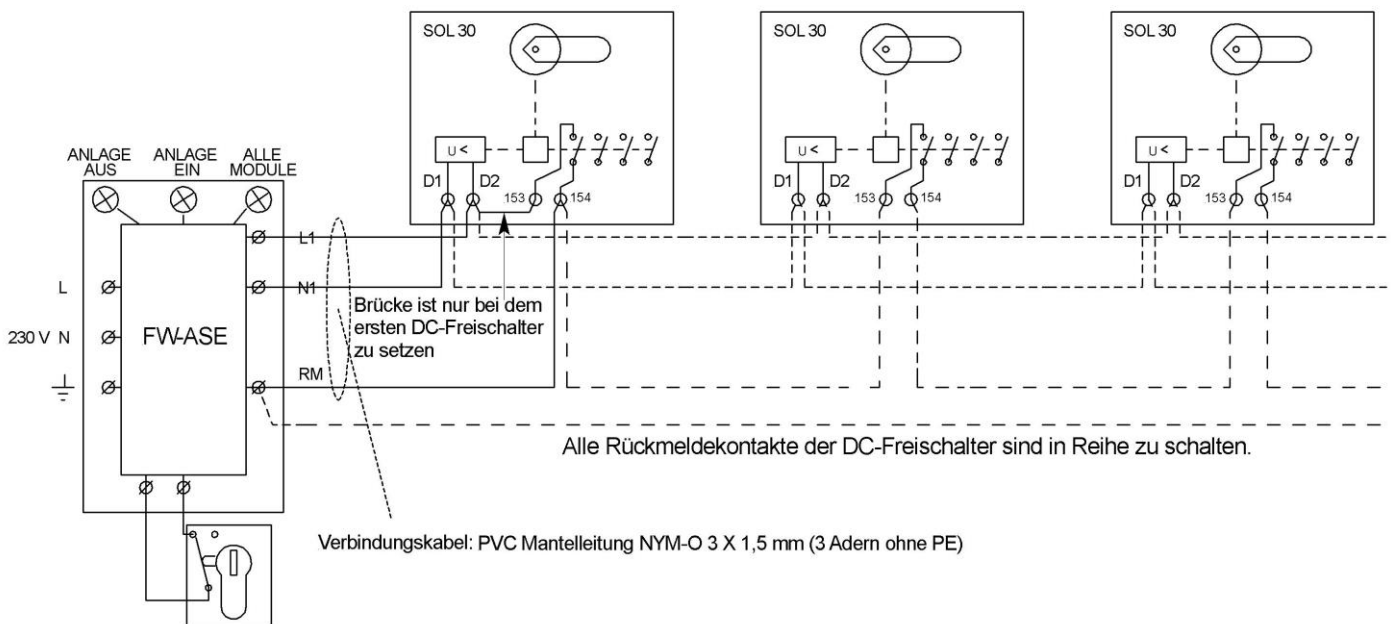 SOL 30
SOL 30
SOL 30
U <
U <
U <
ANLAGE
AUS
ANLAGE
EIN
ALLE
MODULE
D1
D2
153
154
D1
D2
153
154
D1
D2
153
154
L1
L
N1
Brücke ist nur bei dem
ersten DC-Freischalter
zu setzen
230 V N
FW-ASE
RM
Alle Rückmeldekontakte der DC-Freischalter sind in Reihe zu schalten.
Verbindungskabel: PVC Mantelleitung NYM-O 3 X 1,5 mm (3 Adern ohne PE)